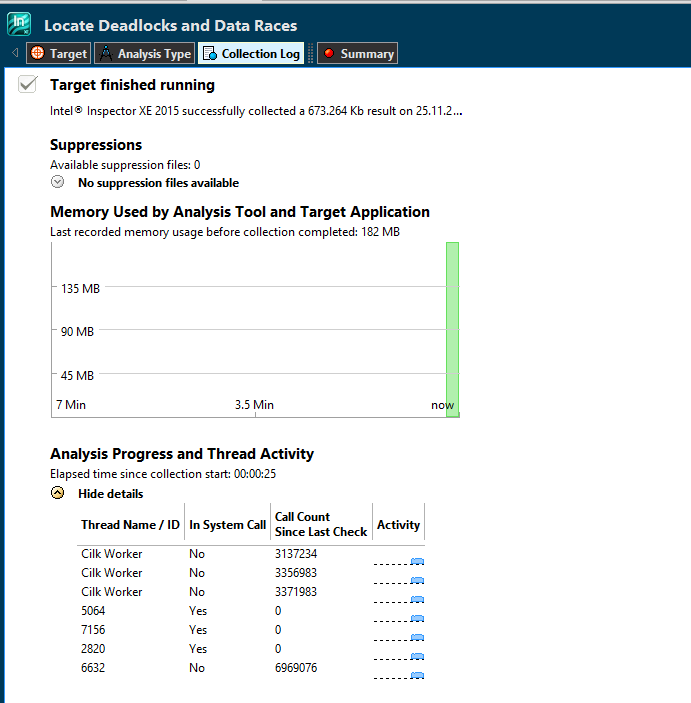 In
XE
Locate Deadlocks and Data Races
Target
Analysis Type
Collection Log
Summary
Target finished running
Intel® Inspector XE 2015 successfully collected a 673.264 Kb result on 25.11.2...
Suppressions
Available suppression files: 0
No suppression files available
Memory Used by Analysis Tool and Target Application
Last recorded memory usage before collection completed: 182 MB
135 MB
90 MB
45 MB
7 Min 3.5 Min now
Analysis Progress and Thread Activity
Elapsed time since collection start: 00:00:25
Hide details
Thread Name / ID In System Call Call Count Since Last Check Activity
Cilk Worker No 3137234
Cilk Worker No 3356983
Cilk Worker No 3371983
5064 Yes 0
7156 Yes 0
2820 Yes 0
6632 No 6969076